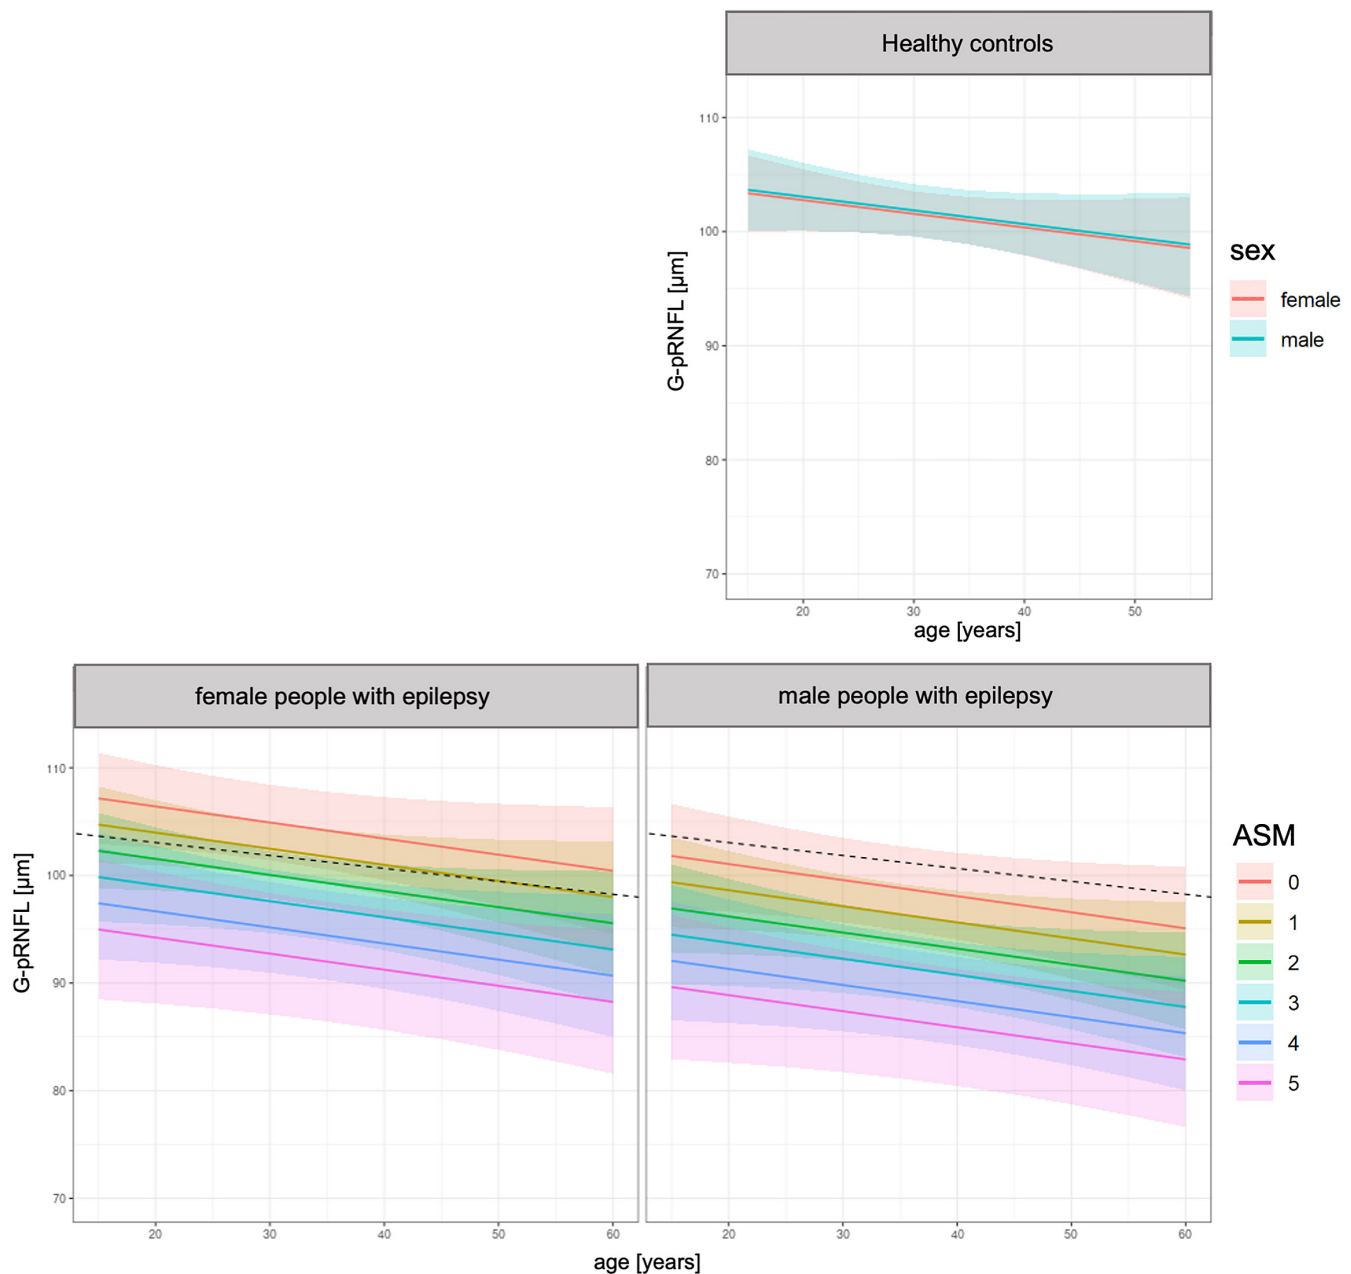 Healthy controls
110
100
90
80
70
G-pRNFL [µm]
20 30 40 50
age [years]
sex
female
male
female people with epilepsy
male people with epilepsy
110
100
90
80
70
G-pRNFL [µm]
20 30 40 50 60
20 30 40 50 60
age [years]
ASM
0
1
2
3
4
5